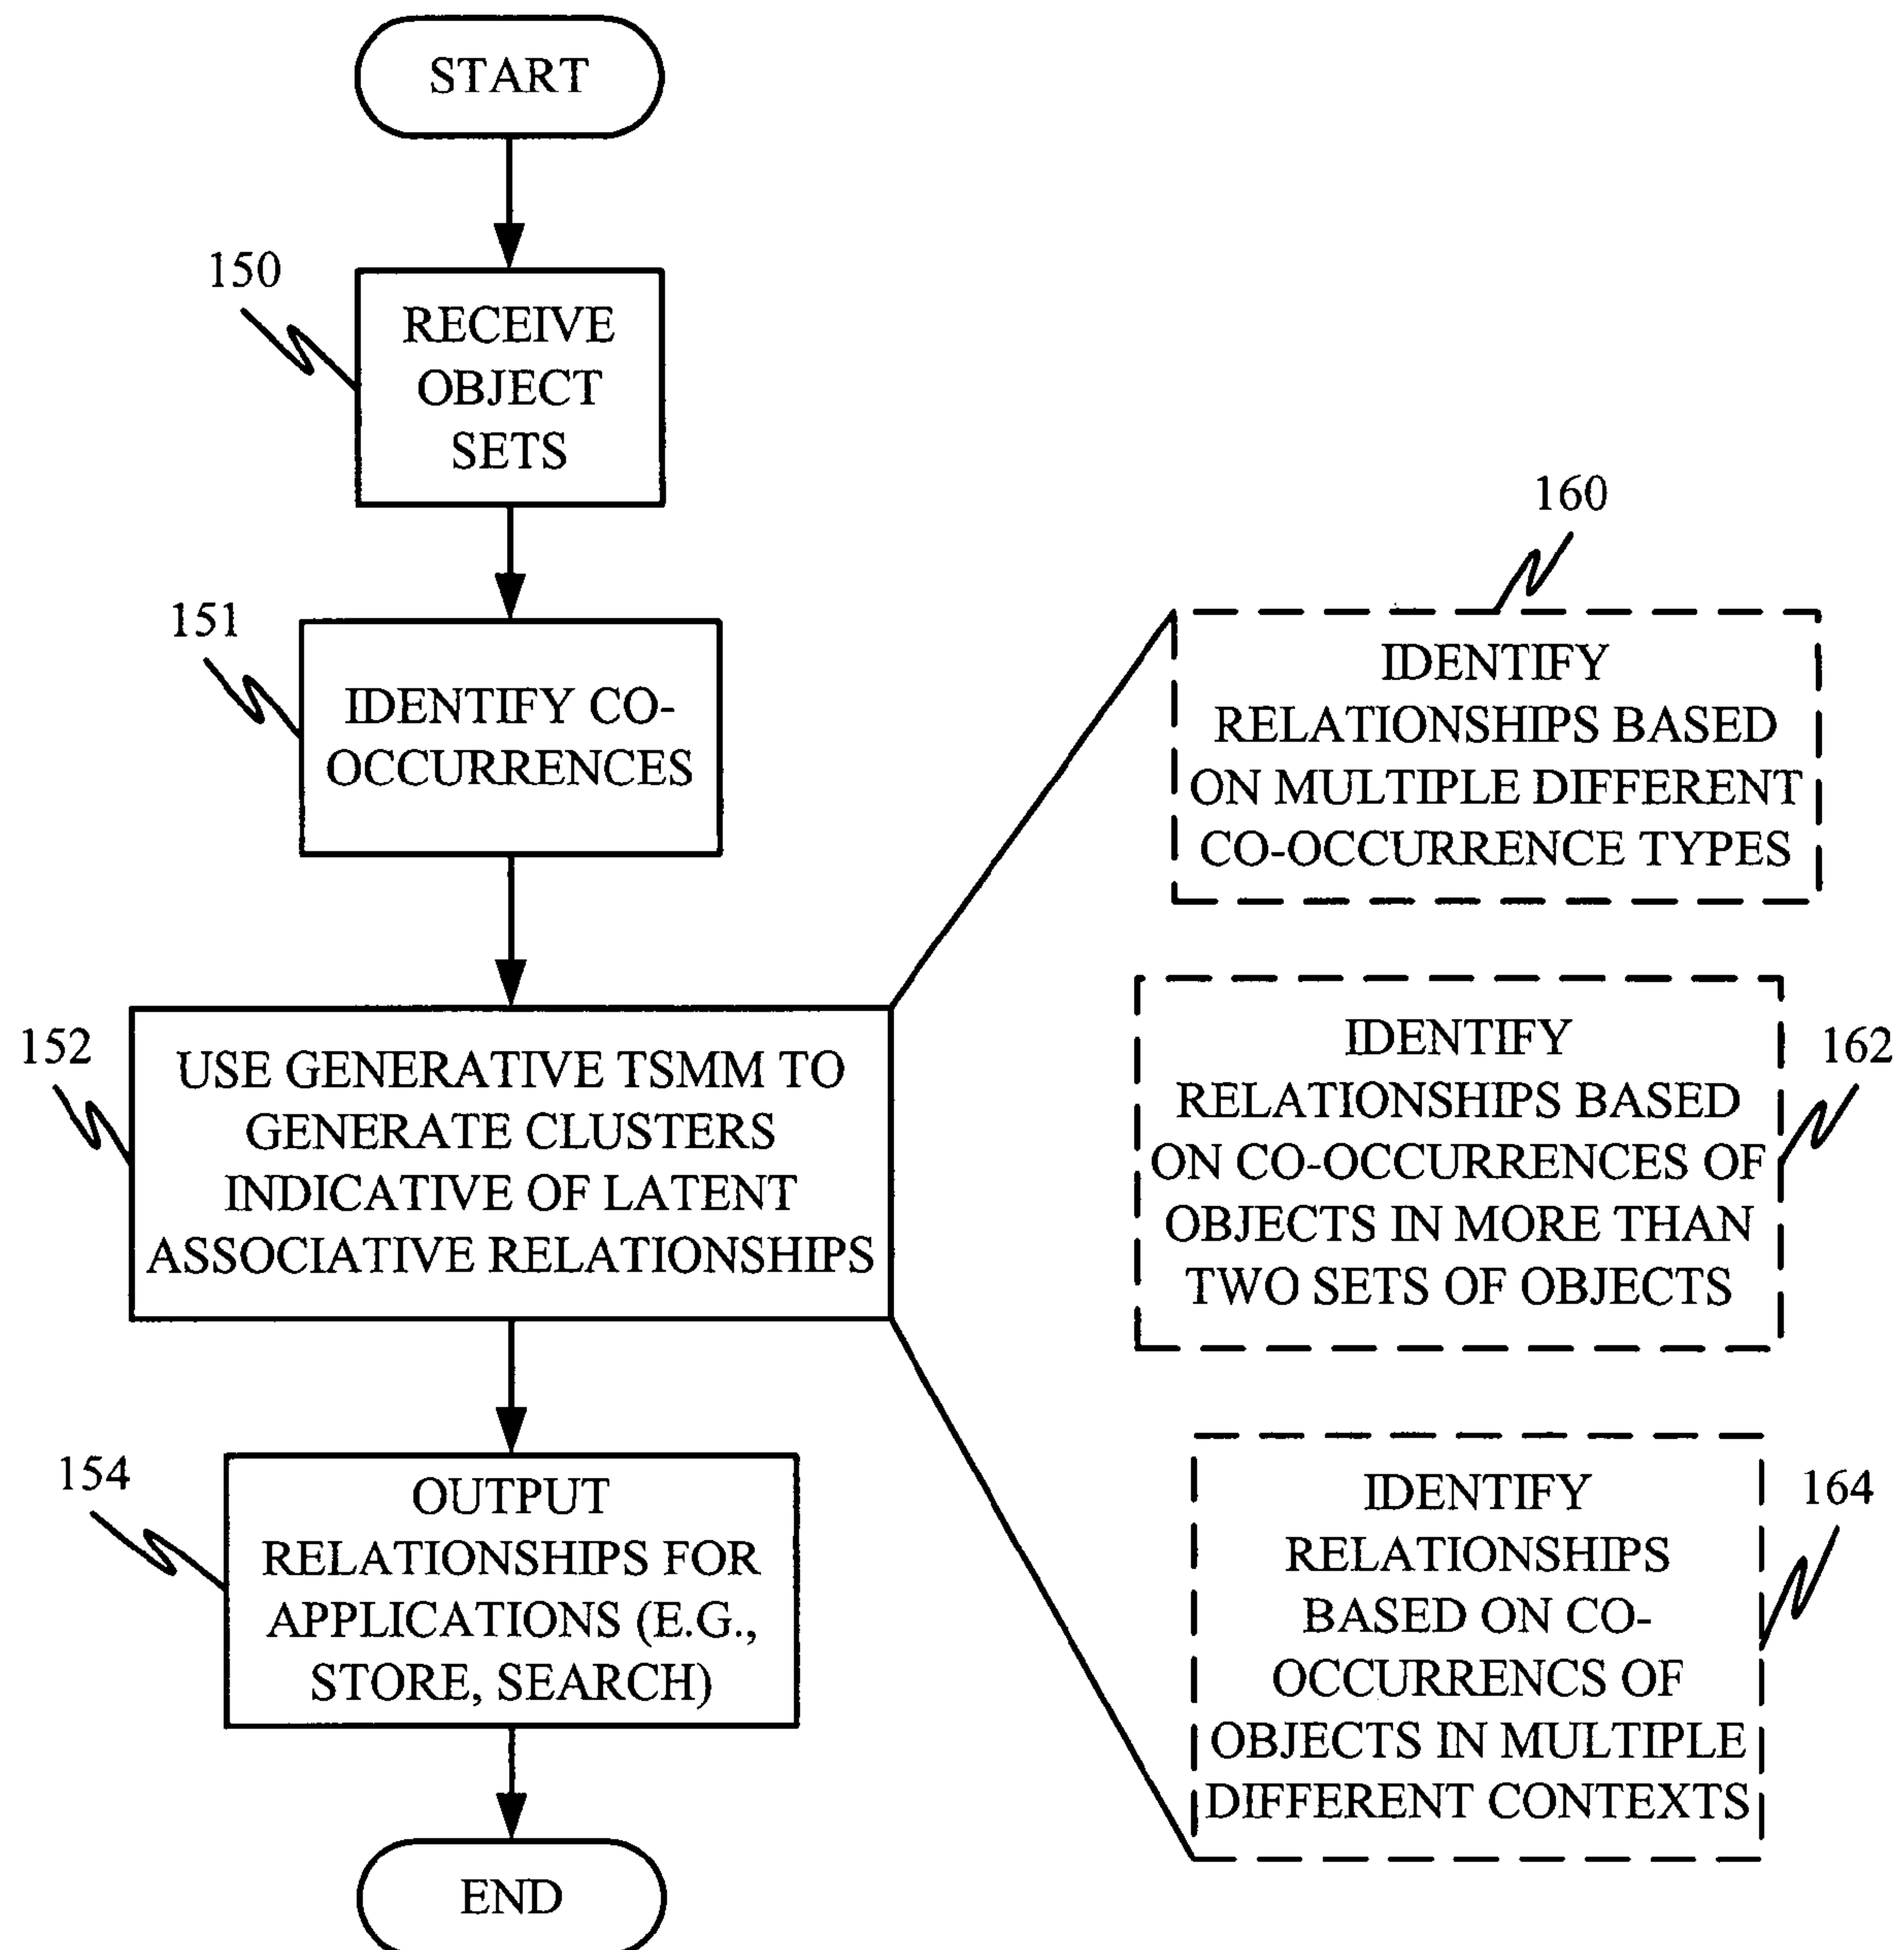 START
150
RECEIVE
OBJECT
SETS
151
IDENTIFY CO-
OCCURRENCES
152
USE GENERATIVE TSMM TO
GENERATE CLUSTERS
INDICATIVE OF LATENT
ASSOCIATIVE RELATIONSHIPS
154
OUTPUT
RELATIONSHIPS FOR
APPLICATIONS (E.G.,
STORE, SEARCH)
END
160
IDENTIFY
RELATIONSHIPS BASED
ON MULTIPLE DIFFERENT
CO-OCCURRENCE TYPES
162
IDENTIFY
RELATIONSHIPS BASED
ON CO-OCCURRENCES OF
OBJECTS IN MORE THAN
TWO SETS OF OBJECTS
164
IDENTIFY
RELATIONSHIPS
BASED ON CO-
OCCURRENCS OF
OBJECTS IN MULTIPLE
DIFFERENT CONTEXTS